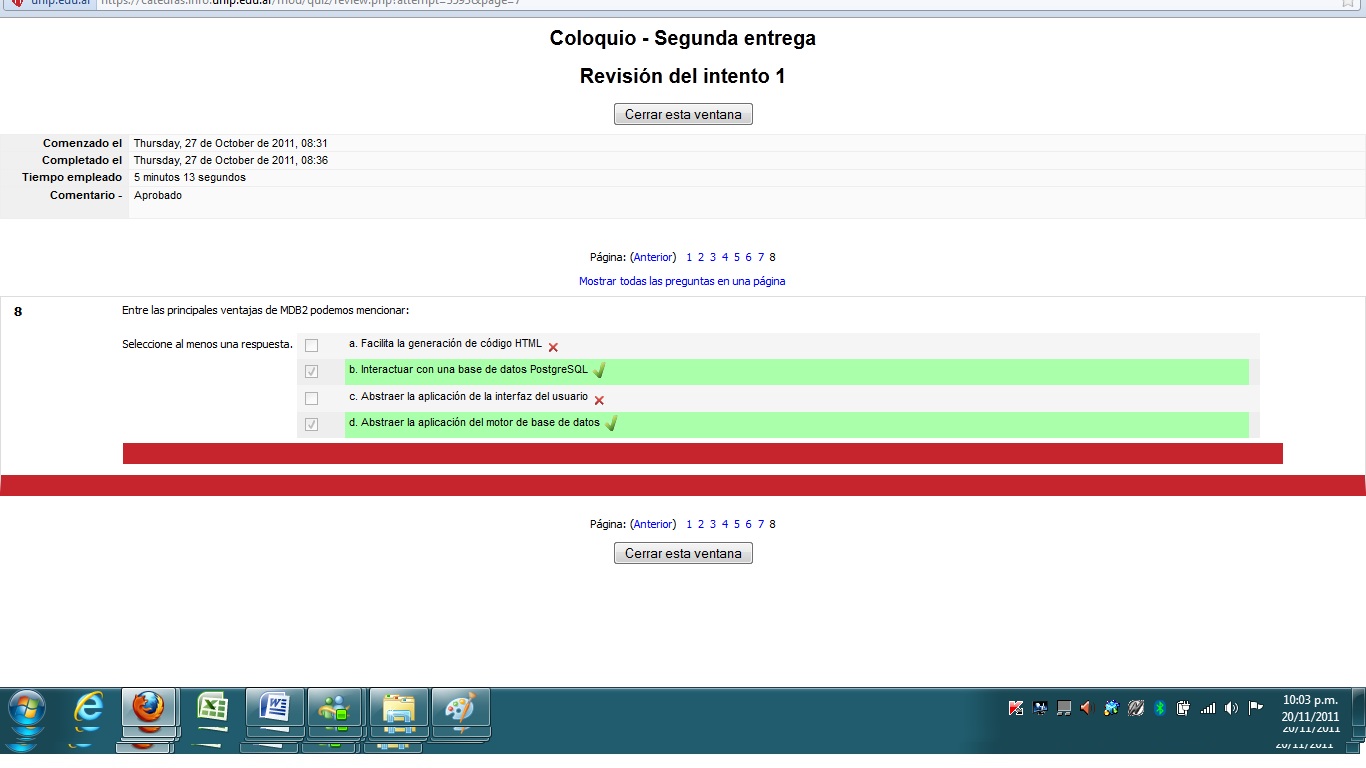 unlp.edu.ar https://catedras.info.unlp.edu.ar/mod/quiz/review.php?attempt=5595&page=7
Coloquio - Segunda entrega
Revisión del intento 1
Cerrar esta ventana
Comenzado el Thursday, 27 de October de 2011, 08:31
Completado el Thursday, 27 de October de 2011, 08:36
Tiempo empleado 5 minutos 13 segundos
Comentario - Aprobado
Página: (Anterior) 1 2 3 4 5 6 7 8
Mostrar todas las preguntas en una página
8 Entre las principales ventajas de MDB2 podemos mencionar:
Seleccione al menos una respuesta. a. Facilita la generación de código HTML
b. Interactuar con una base de datos PostgreSQL
c. Abstraer la aplicación de la interfaz del usuario
d. Abstraer la aplicación del motor de base de datos
Página: (Anterior) 1 2 3 4 5 6 7 8
Cerrar esta ventana
10:03 p.m.
20/11/2011
20/11/2011
20/11/2011